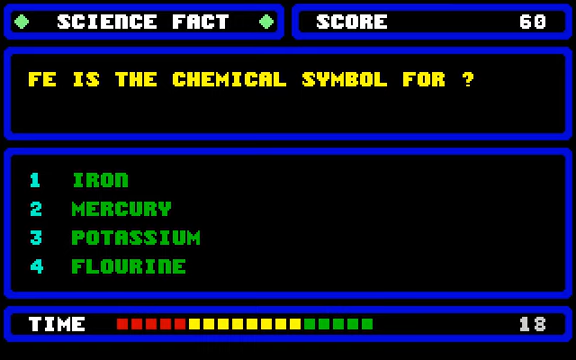 SCIENCE FACT
SCORE 60
FE IS THE CHEMICAL SYMBOL FOR ?
1 IRON
2 MERCURY
3 POTASSIUM
4 FLOURINE
TIME 18